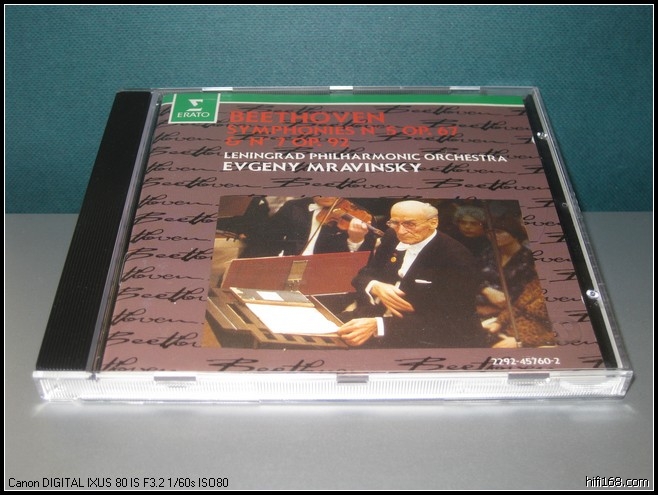 ERATO
BEETHOVEN
SYMPHONIES N° 5 OP. 67
& N° 7 OP. 92
LENINGRAD PHILHARMONIC ORCHESTRA
EVGENY MRAVINSKY
Beethoven
2292-45760-2
Canon DIGITAL IXUS 80 IS F3.2 1/60s ISO80
hifi168.com